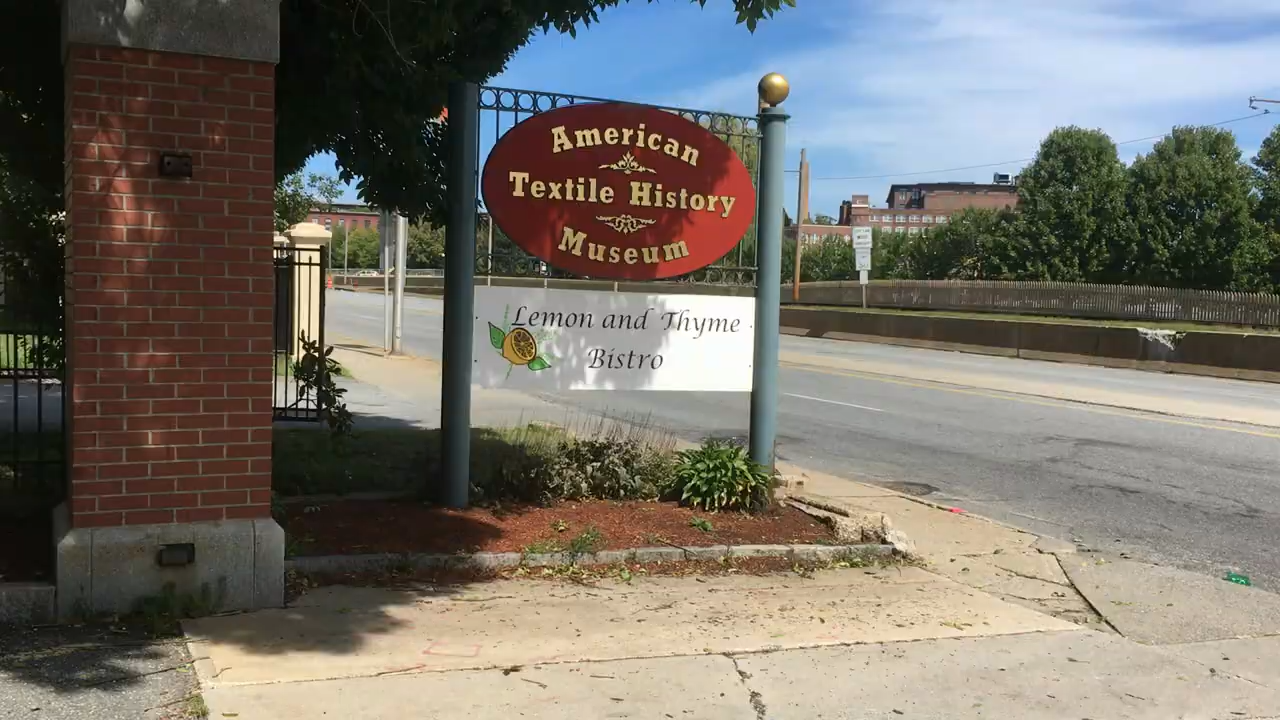 American
Textile History
Museum
Lemon and Thyme
Bistro